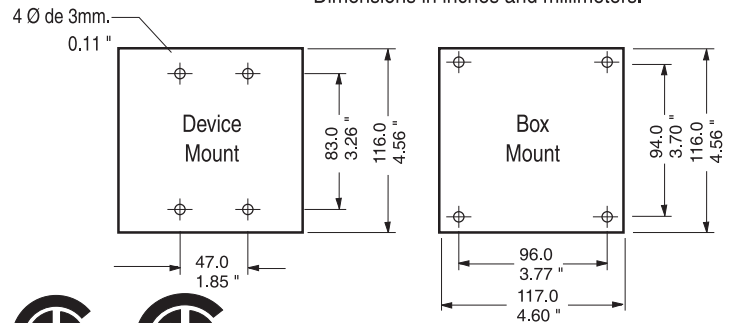 Dimensions in inches and millimeters.
4 Ø de 3mm.
0.11 "
Device
Mount
83.0
3.26 "
116.0
4.56 "
47.0
1.85 "
Box
Mount
94.0
3.70 "
116.0
4.56 "
96.0
3.77 "
117.0
4.60 "